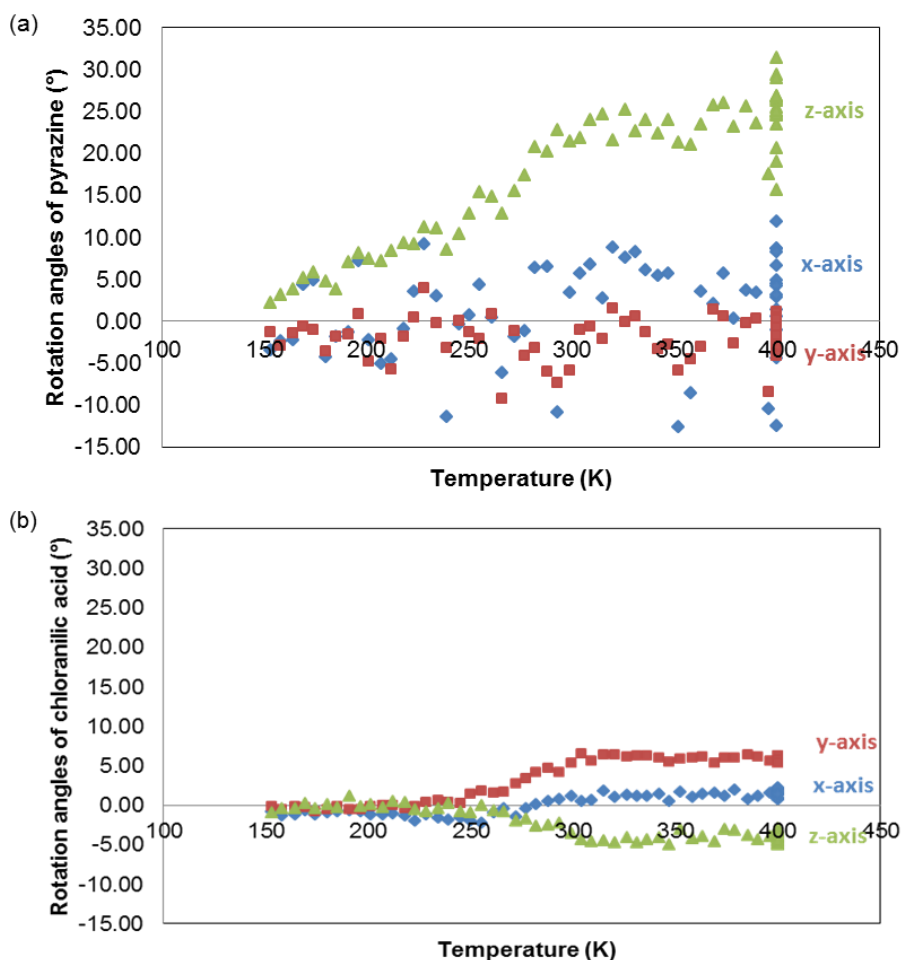 (a)
Rotation angles of pyrazine (°)
35.00
30.00
25.00
20.00
15.00
10.00
5.00
0.00
-5.00
-10.00
-15.00
100 150 200 250 300 350 400 450
z-axis
x-axis
y-axis
Temperature (K)
(b)
Rotation angles of chloranilic acid (°)
35.00
30.00
25.00
20.00
15.00
10.00
5.00
0.00
-5.00
-10.00
-15.00
100 150 200 250 300 350 400 450
y-axis
x-axis
z-axis
Temperature (K)